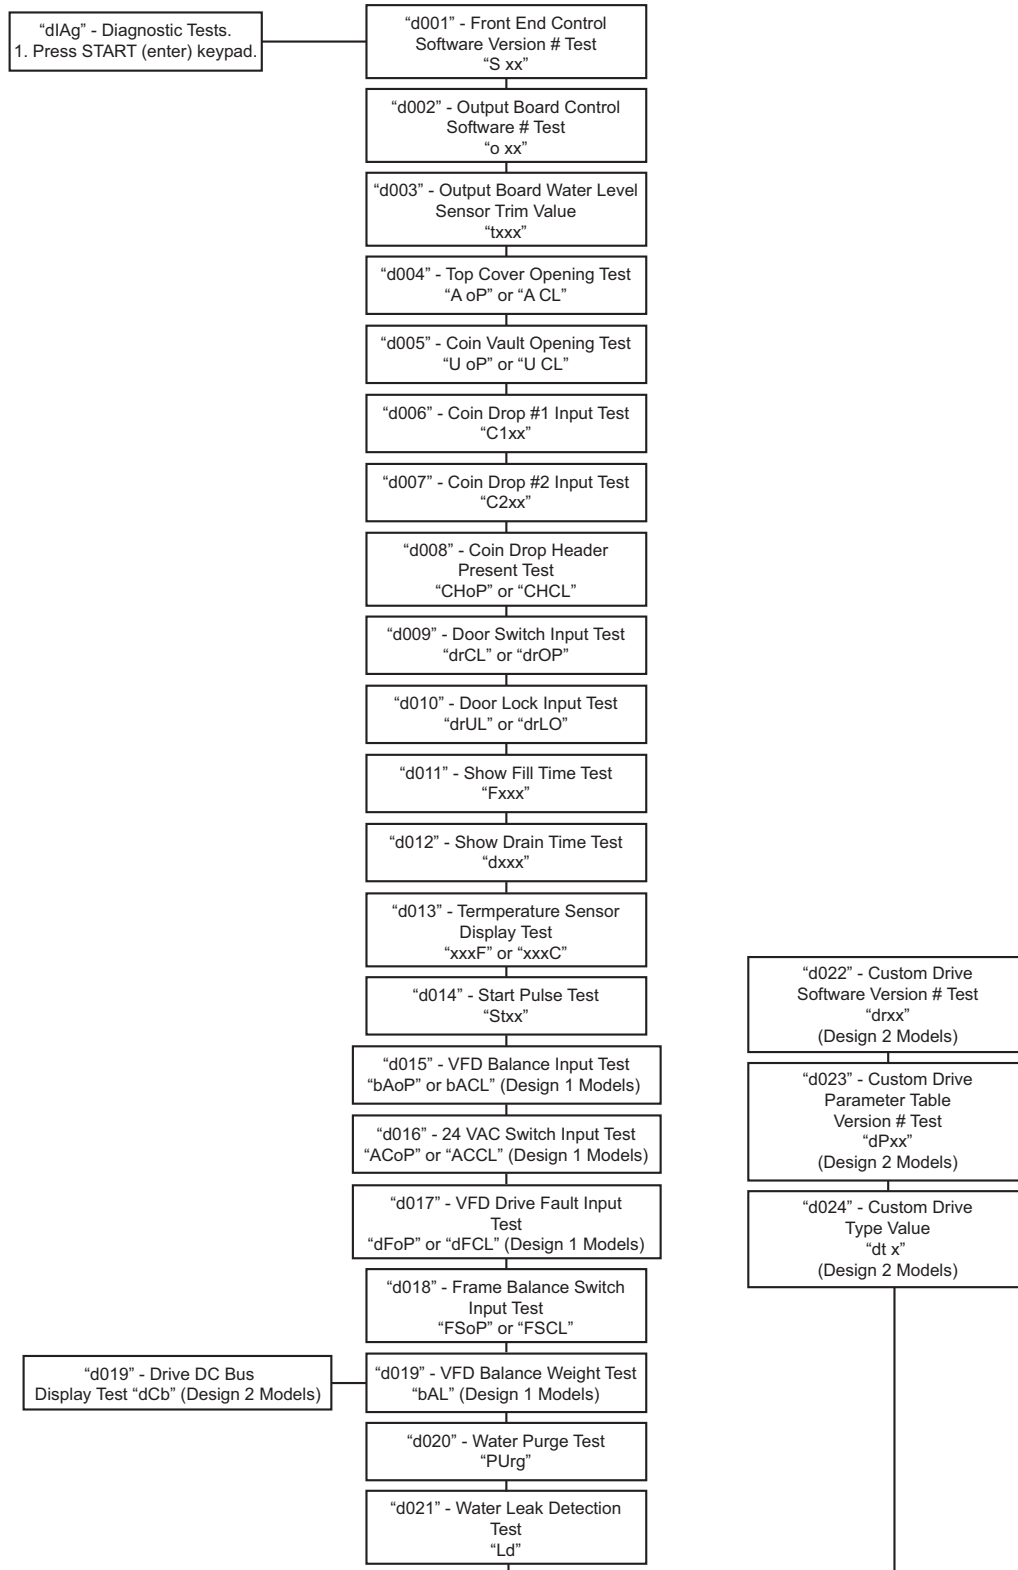 “dIAg” - Diagnostic Tests.
1. Press START (enter) keypad.
“d001” - Front End Control
Software Version # Test
“S xx”
“d002” - Output Board Control
Software # Test
“o xx”
“d003” - Output Board Water Level
Sensor Trim Value
“txxx”
“d004” - Top Cover Opening Test
“A oP” or “A CL”
“d005” - Coin Vault Opening Test
“U oP” or “U CL”
“d006” - Coin Drop #1 Input Test
“C1xx”
“d007” - Coin Drop #2 Input Test
“C2xx”
“d008” - Coin Drop Header
Present Test
“CHoP” or “CHCL”
“d009” - Door Switch Input Test
“drCL” or “drOP”
“d010” - Door Lock Input Test
“drUL” or “drLO”
“d011” - Show Fill Time Test
“Fxxx”
“d012” - Show Drain Time Test
“dxxx”
“d013” - Termperature Sensor
Display Test
“xxxF” or “xxxC”
“d014” - Start Pulse Test
“Stxx”
“d015” - VFD Balance Input Test
“bAoP” or bACL” (Design 1 Models)
“d016” - 24 VAC Switch Input Test
“ACoP” or “ACCL” (Design 1 Models)
“d017” - VFD Drive Fault Input
Test
“dFoP” or “dFCL” (Design 1 Models)
“d018” - Frame Balance Switch
Input Test
“FSoP” or “FSCL”
“d019” - Drive DC Bus
Display Test “dCb” (Design 2 Models)
“d019” - VFD Balance Weight Test
“bAL” (Design 1 Models)
“d020” - Water Purge Test
“PUrg”
“d021” - Water Leak Detection
Test
“Ld”
“d022” - Custom Drive
Software Version # Test
“drxx”
(Design 2 Models)
“d023” - Custom Drive
Parameter Table
Version # Test
“dPxx”
(Design 2 Models)
“d024” - Custom Drive
Type Value
“dt x”
(Design 2 Models)